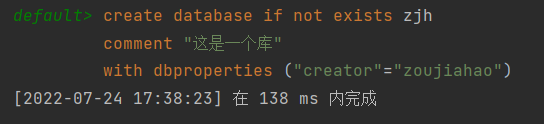 default> create database if not exists zjh
comment "这是一个库"
with dbproperties ("creator"="zoujiahao")
[2022-07-24 17:38:23] 在 138 ms 内完成